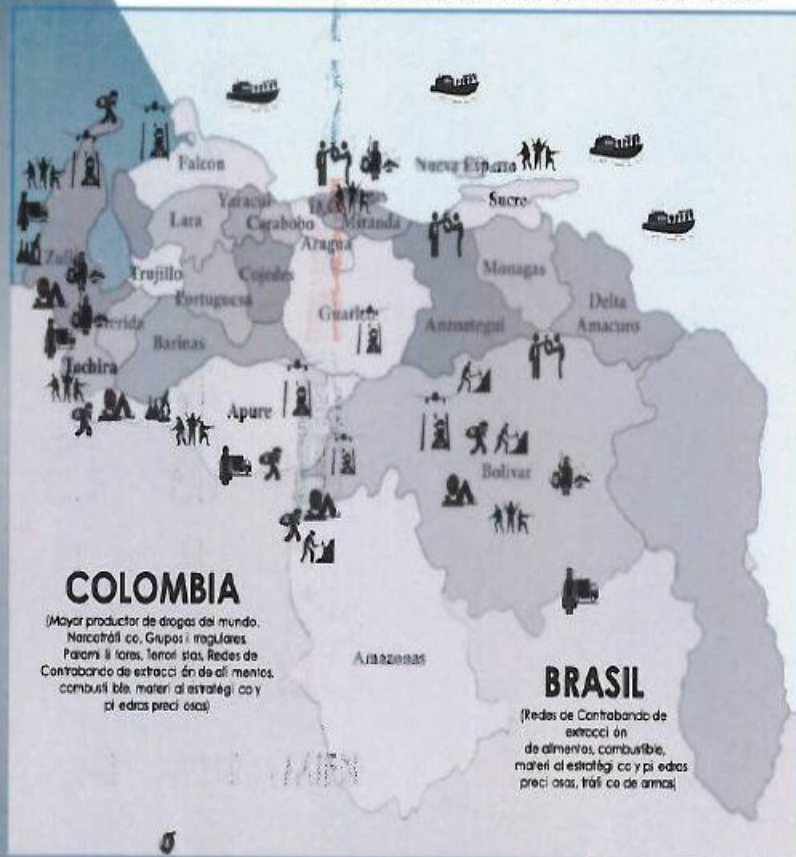 Falcon
Nueva Esparta
Sucre
Yaracui
Lara
Carabobo
Miranda
Aragua
Zulia
Trujillo
Cojedes
Monagas
Delta
Amacuro
Portuguesa
Guarico
Anzoategui
Merida
Barinas
Tachira
Apure
Bolivar
Amazonas
COLOMBIA
(Mayor productor de drogas del mundo,
Narcotráfi co, Grupos i rregulares,
Parami li tares, Terrori stas, Redes de
Contrabando de extracci ón de ali mentos,
combusti ble, materi al estratégi co y
pi edras preci osas)
BRASIL
(Redes de Contrabando de
extracci ón
de alimentos, combustible,
materi al estratégi co y pi edras
preci osas, tráfi co de armas)